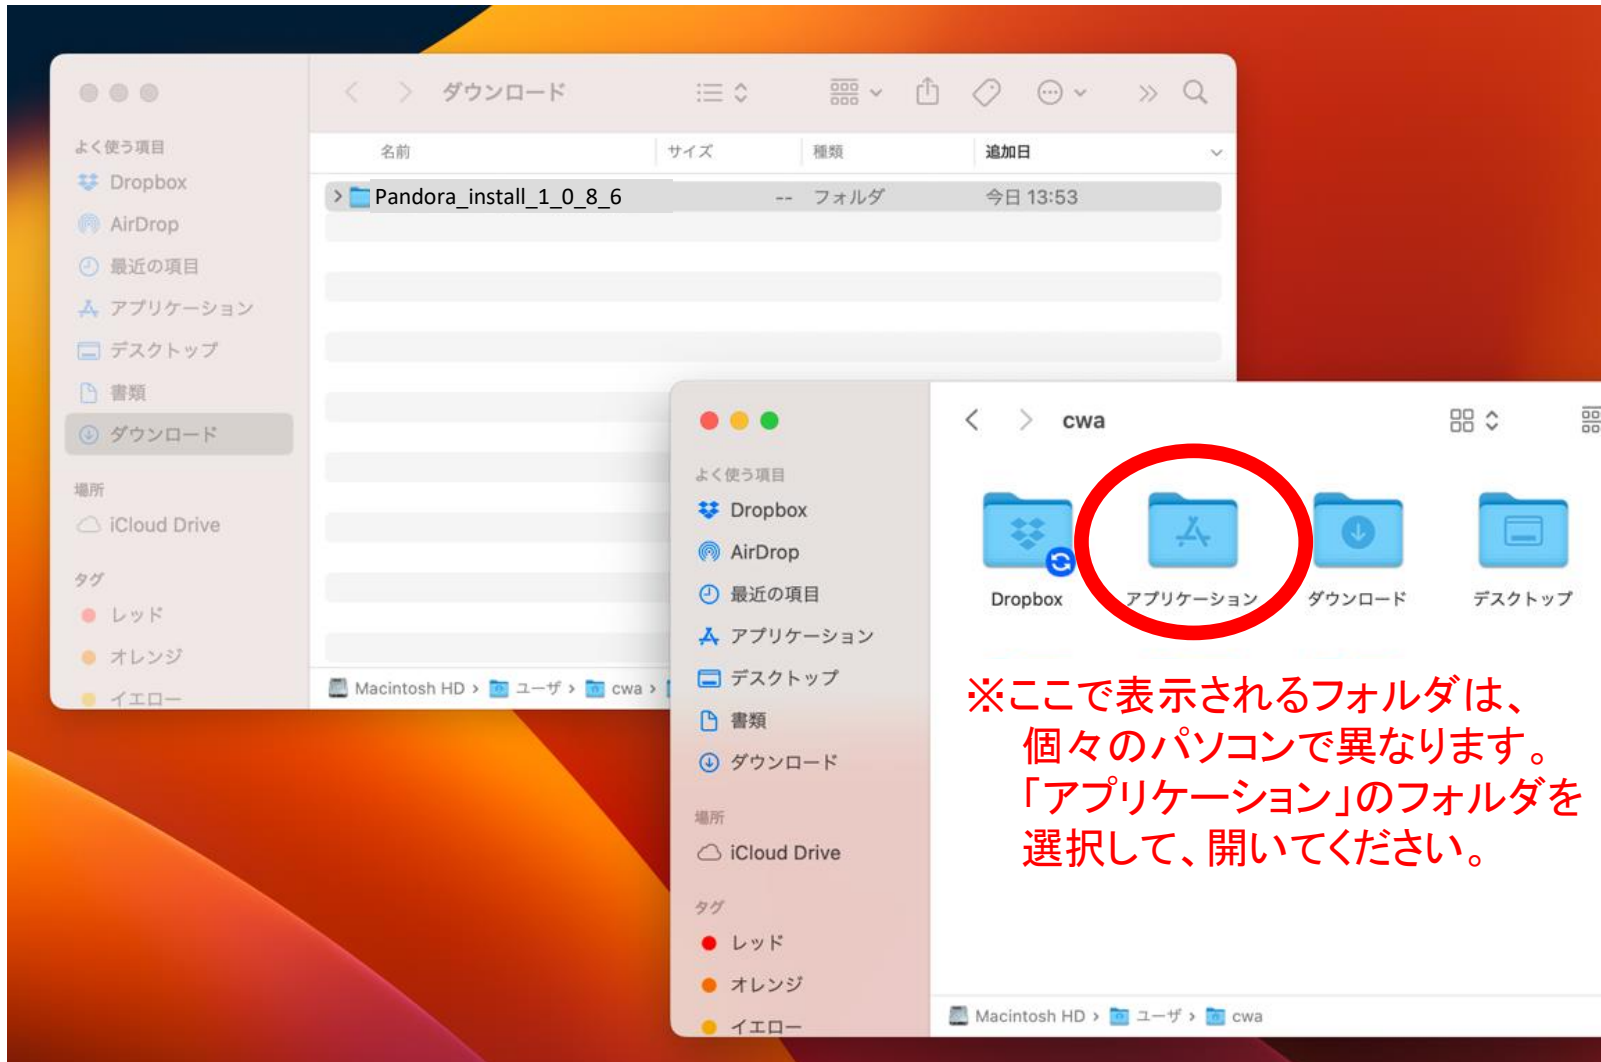 ダウンロード
よく使う項目
Dropbox
AirDrop
最近の項目
アプリケーション
デスクトップ
書類
ダウンロード
場所
iCloud Drive
タグ
レッド
オレンジ
イエロー
名前 サイズ 種類 追加日
Pandora_install_1_0_8_6 -- フォルダ 今日 13:53
Macintosh HD › ユーザ › cwa ›
cwa
よく使う項目
Dropbox
AirDrop
最近の項目
アプリケーション
デスクトップ
書類
ダウンロード
場所
iCloud Drive
タグ
レッド
オレンジ
イエロー
Dropbox アプリケーション ダウンロード デスクトップ
※ここで表示されるフォルダは、
個々のパソコンで異なります。
「アプリケーション」のフォルダを
選択して、開いてください。
Macintosh HD › ユーザ › cwa